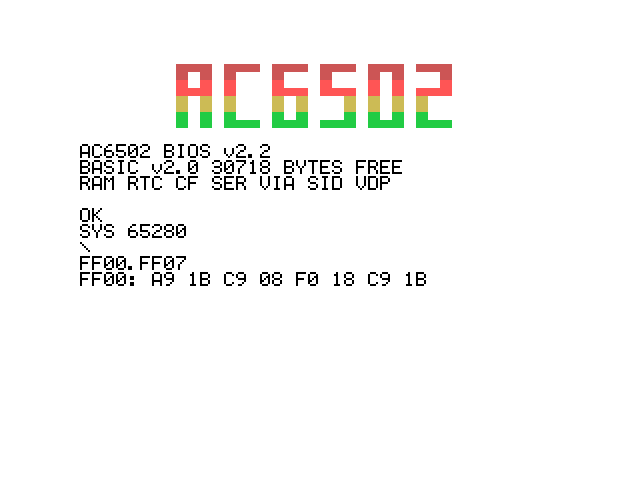 AC6502
AC6502 BIOS v2.2
BASIC v2.0 30718 BYTES FREE
RAM RTC CF SER VIA SID VDP
OK
SYS 65280
\
FF00.FF07
FF00: A9 1B C9 08 F0 18 C9 1B